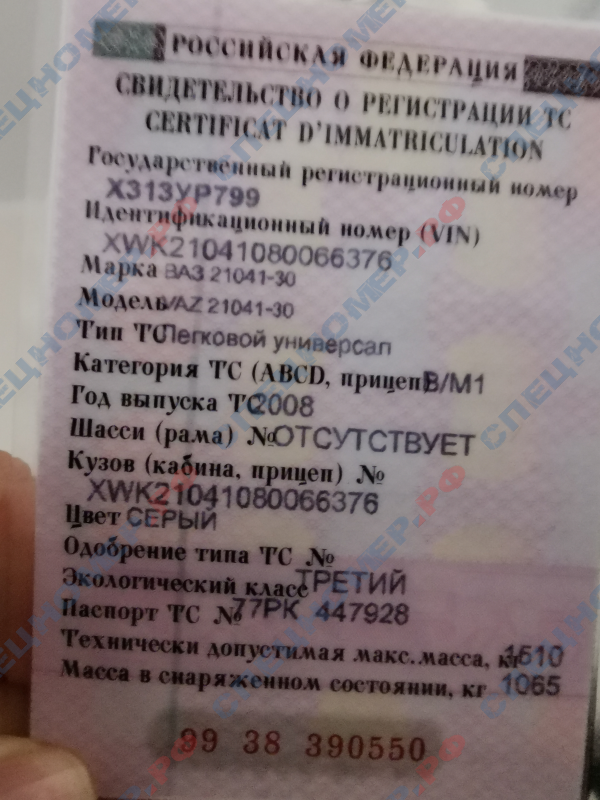 РОССИЙСКАЯ ФЕДЕРАЦИЯ
СВИДЕТЕЛЬСТВО О РЕГИСТРАЦИИ ТС
CERTIFICAT D'IMMATRICULATION
Государственный регистрационный номер
Х313УР799
Идентификационный номер (VIN)
XWK21041080066376
Марка ВАЗ 21041-30
Модель VAZ 21041-30
Тип ТС Легковой универсал
Категория ТС (ABCD, прицеп) B/M1
Год выпуска ТС 2008
Шасси (рама) № ОТСУТСТВУЕТ
Кузов (кабина, прицеп) №
XWK21041080066376
Цвет СЕРЫЙ
Одобрение типа ТС №
Экологический класс ТРЕТИЙ
Паспорт ТС № 77РК 447928
Технически допустимая макс.масса, кг 1510
Масса в снаряженном состоянии, кг 1065
99 38 390550
СПЕЦНОМЕР.РФ